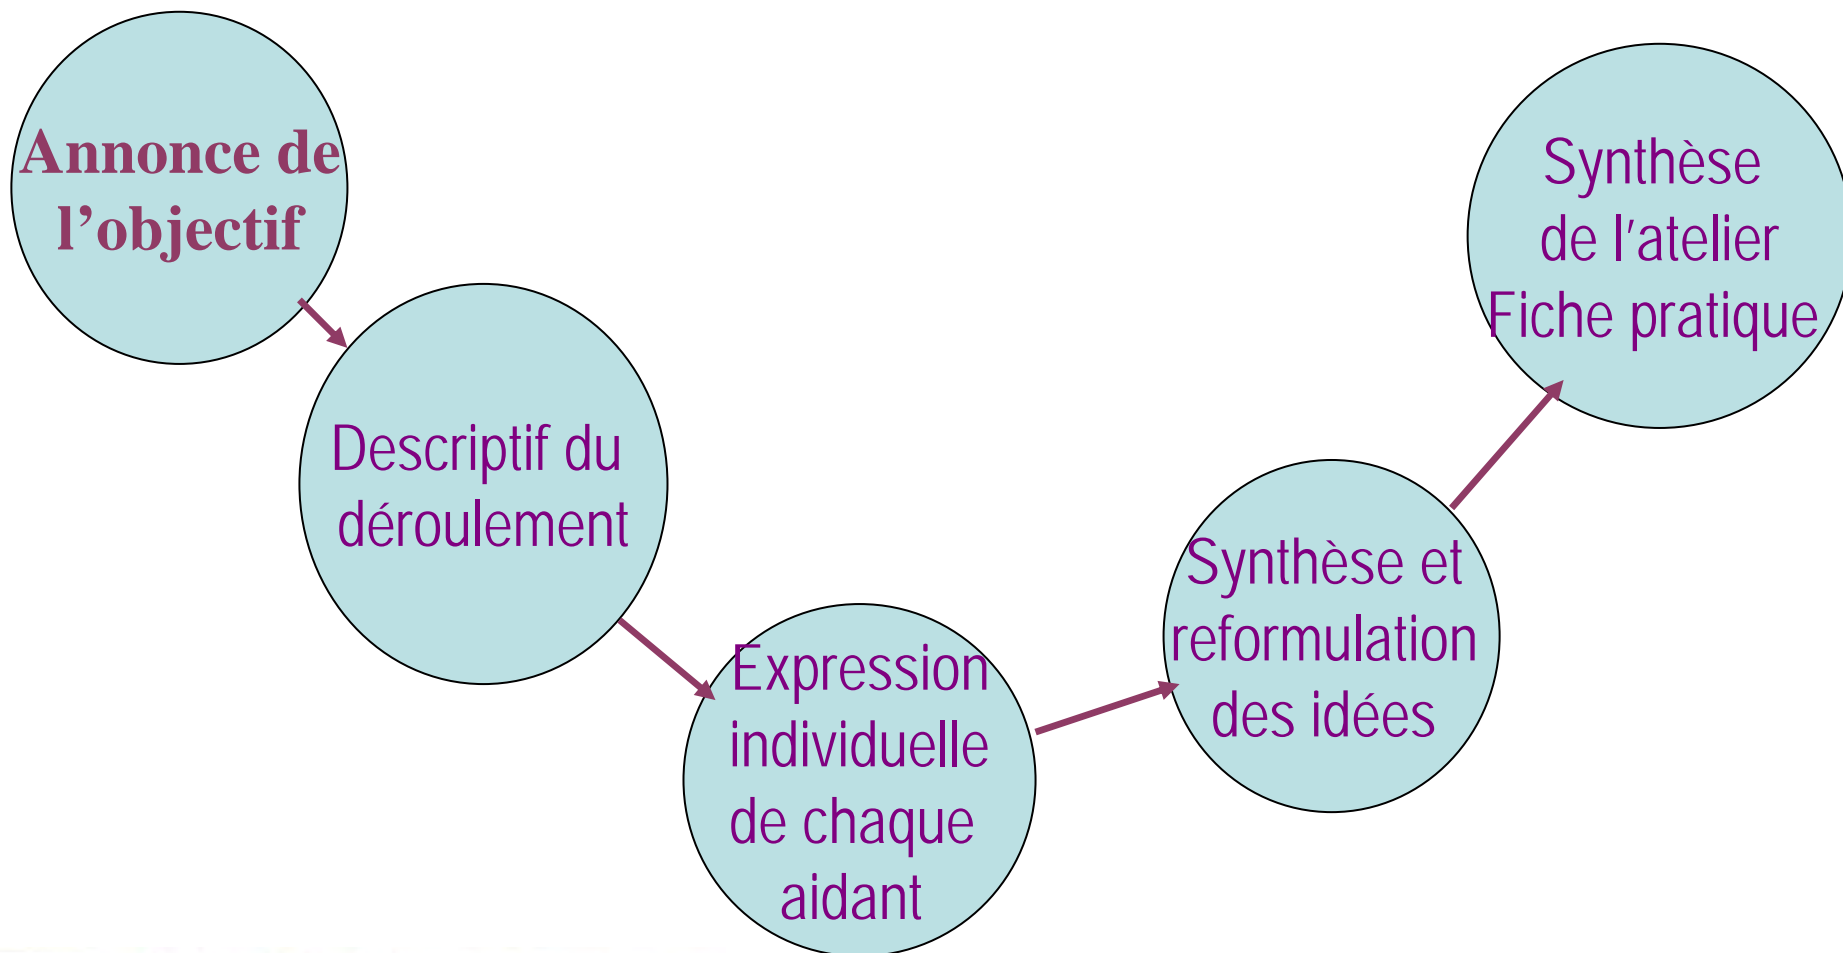 Annonce de
l’objectif
Descriptif du
déroulement
Expression
individuelle
de chaque
aidant
Synthèse et
reformulation
des idées
Synthèse
de l’atelier
Fiche pratique